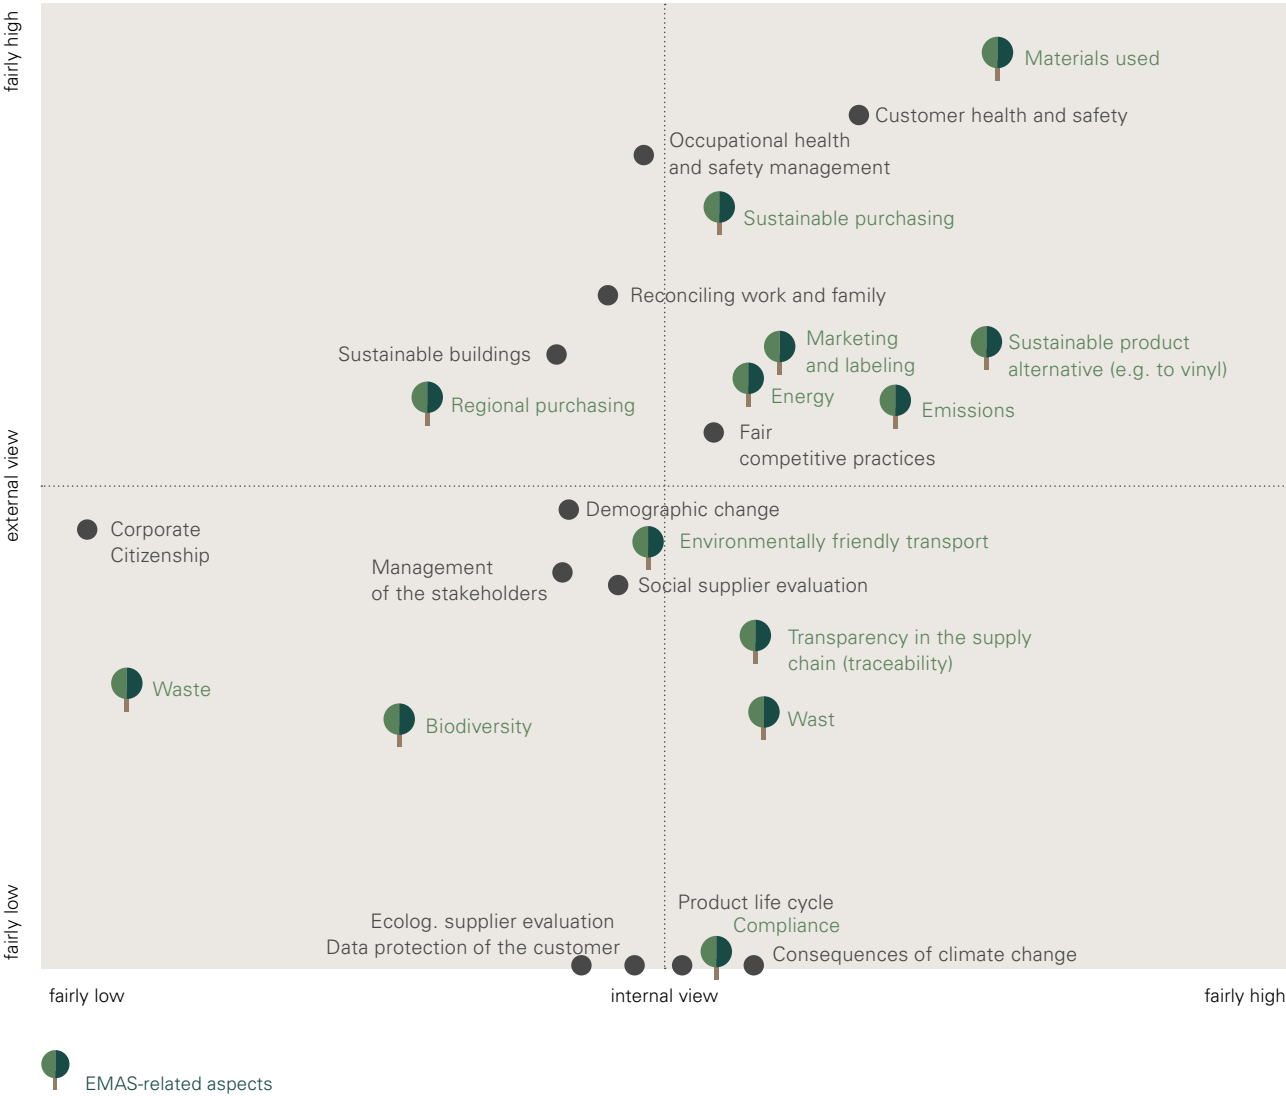 fairly high
Materials used
Customer health and safety
Occupational health
and safety management
Sustainable purchasing
Reconciling work and family
Sustainable buildings
Marketing
and labeling
Sustainable product
alternative (e.g. to vinyl)
Energy
Regional purchasing
Emissions
Fair
competitive practices
external view
Demographic change
Corporate
Citizenship
Environmentally friendly transport
Management
of the stakeholders
Social supplier evaluation
Transparency in the supply
chain (traceability)
Waste
Biodiversity
Wast
fairly low
Product life cycle
Ecolog. supplier evaluation
Compliance
Data protection of the customer
Consequences of climate change
fairly low
internal view
fairly high
EMAS-related aspects